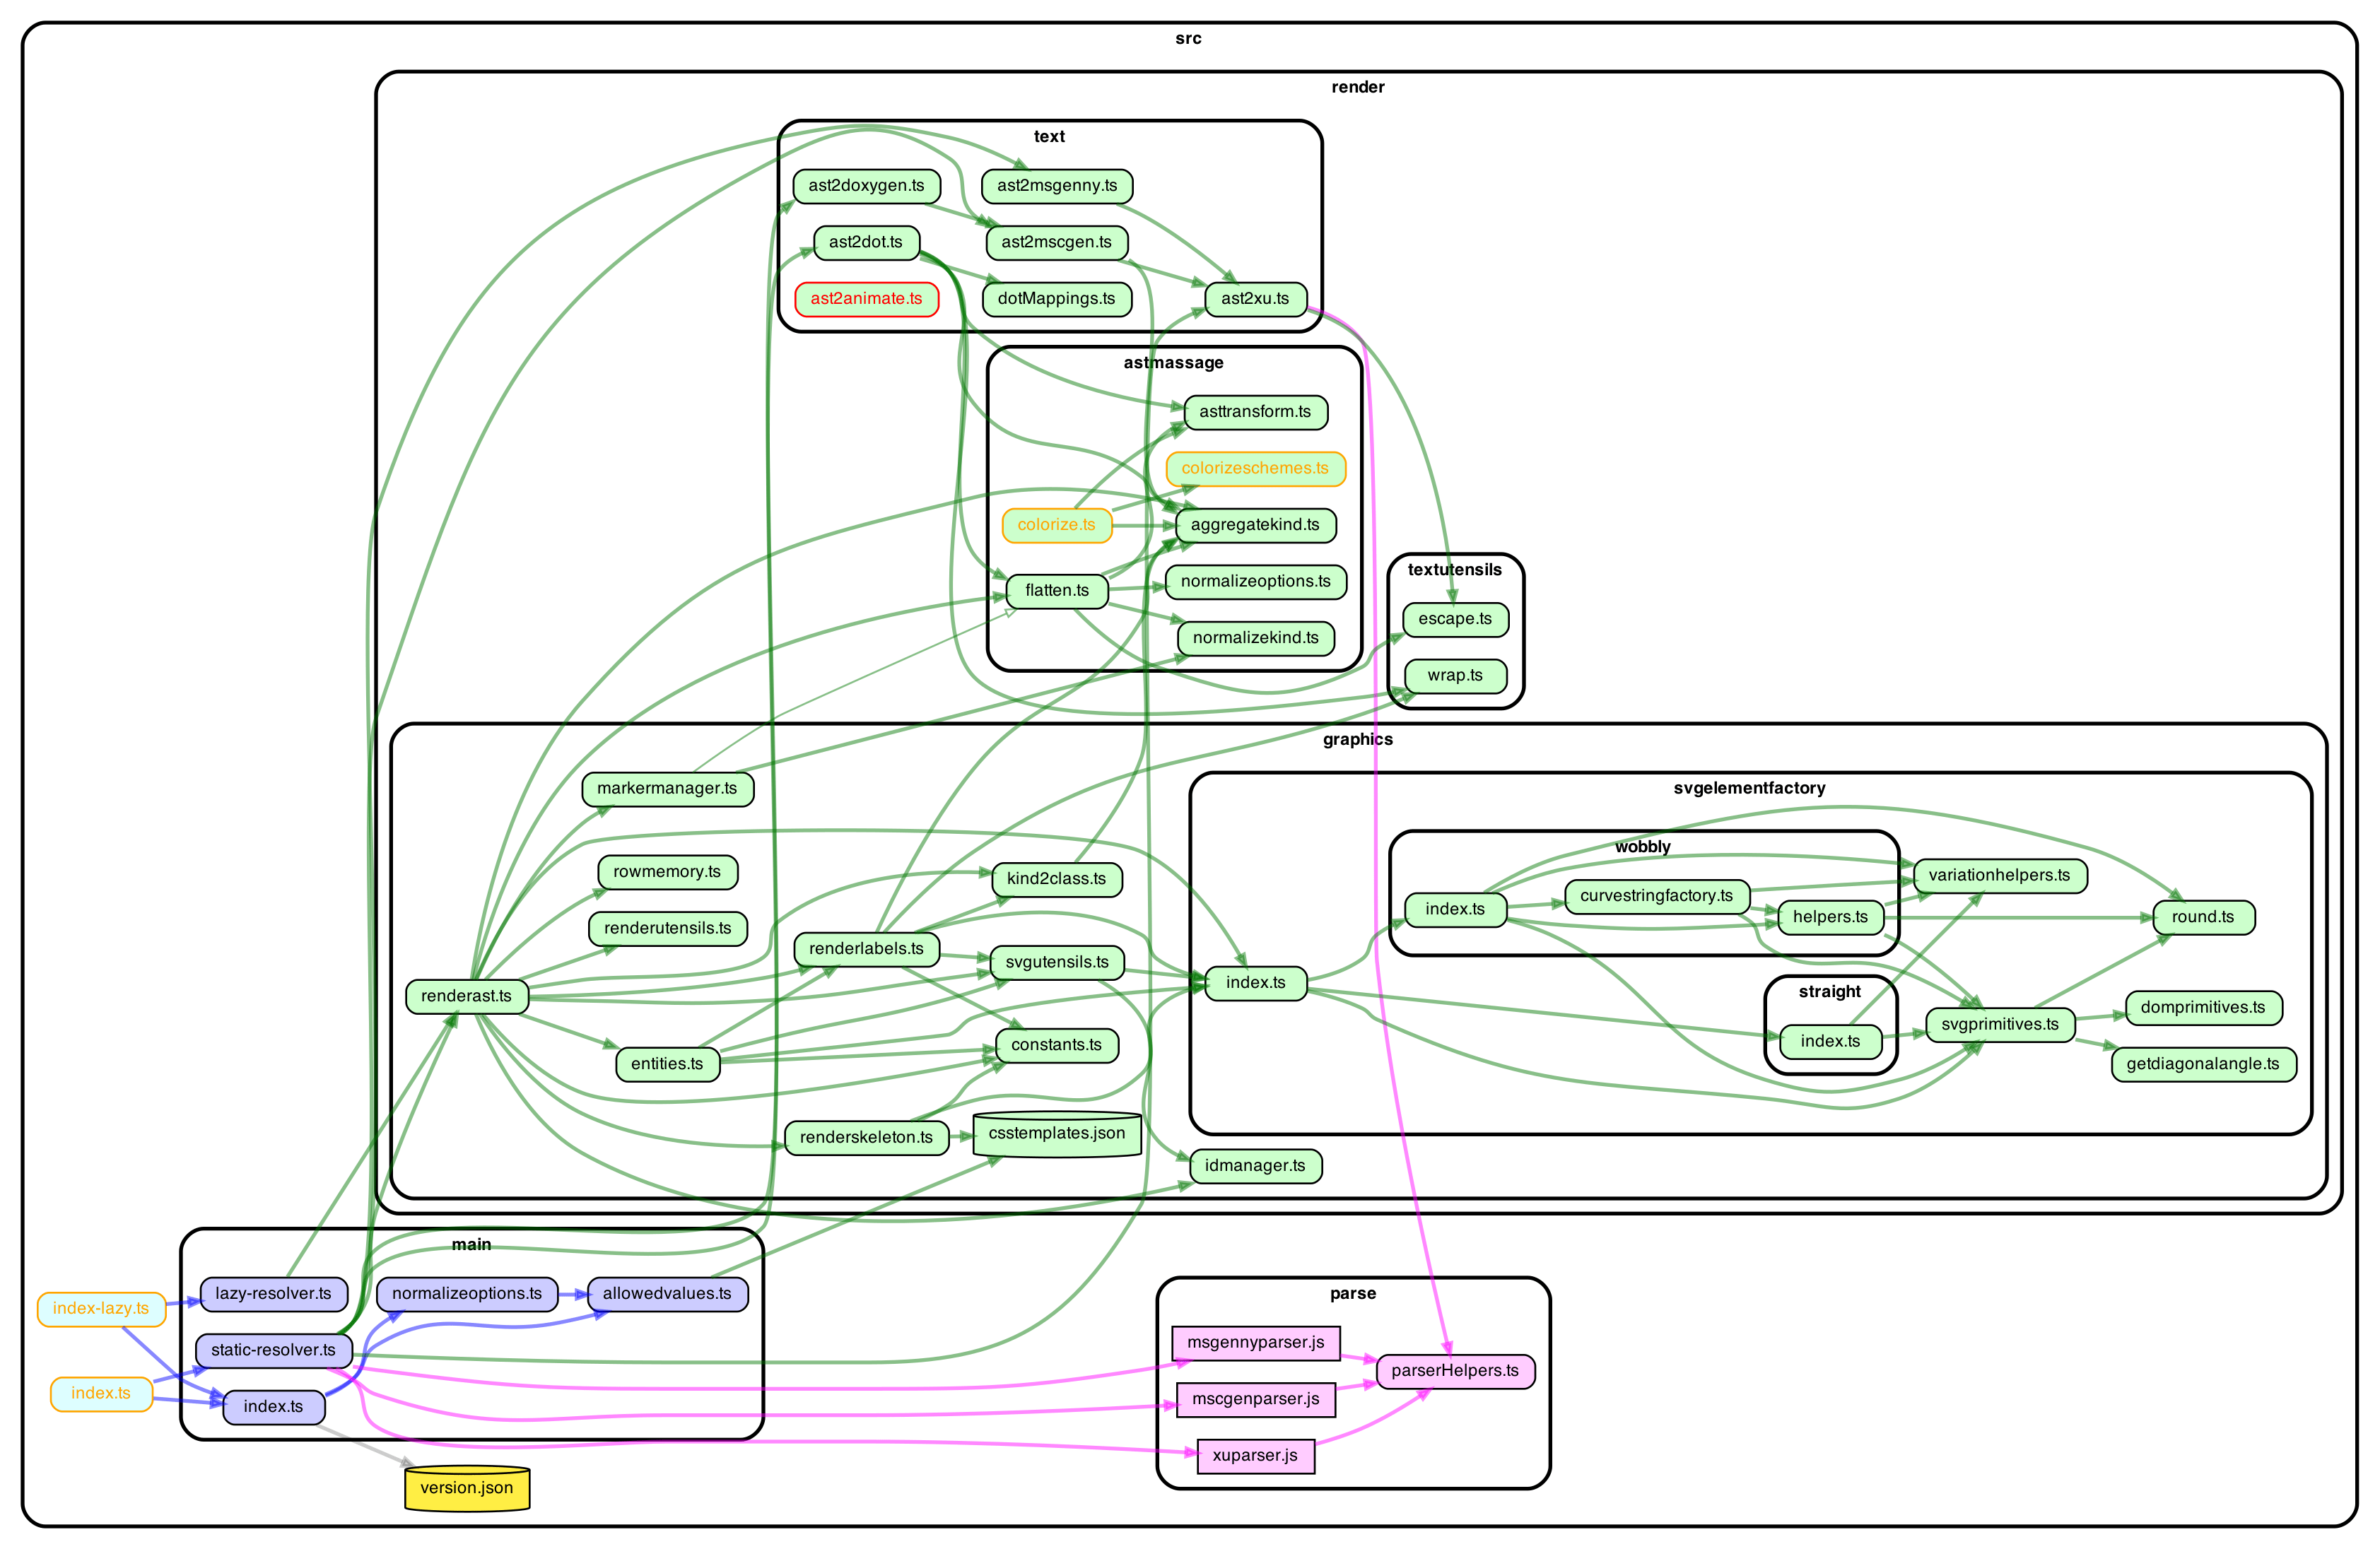 src
render
text
ast2doxygen.ts
ast2msgenny.ts
ast2dot.ts
ast2mscgen.ts
ast2animate.ts
dotMappings.ts
ast2xu.ts
astmassage
asttransform.ts
colorizeschemes.ts
colorize.ts
aggregatekind.ts
normalizeoptions.ts
flatten.ts
normalizekind.ts
textutensils
escape.ts
wrap.ts
graphics
markermanager.ts
rowmemory.ts
renderutensils.ts
renderast.ts
entities.ts
renderlabels.ts
renderskeleton.ts
kind2class.ts
svgutensils.ts
constants.ts
csstemplates.json
idmanager.ts
svgelementfactory
index.ts
wobbly
index.ts
curvestringfactory.ts
helpers.ts
variationhelpers.ts
round.ts
straight
index.ts
svgprimitives.ts
domprimitives.ts
getdiagonalangle.ts
main
lazy-resolver.ts
normalizeoptions.ts
allowedvalues.ts
static-resolver.ts
index.ts
index-lazy.ts
index.ts
version.json
parse
msgennyparser.js
mscgenparser.js
xuparser.js
parserHelpers.ts